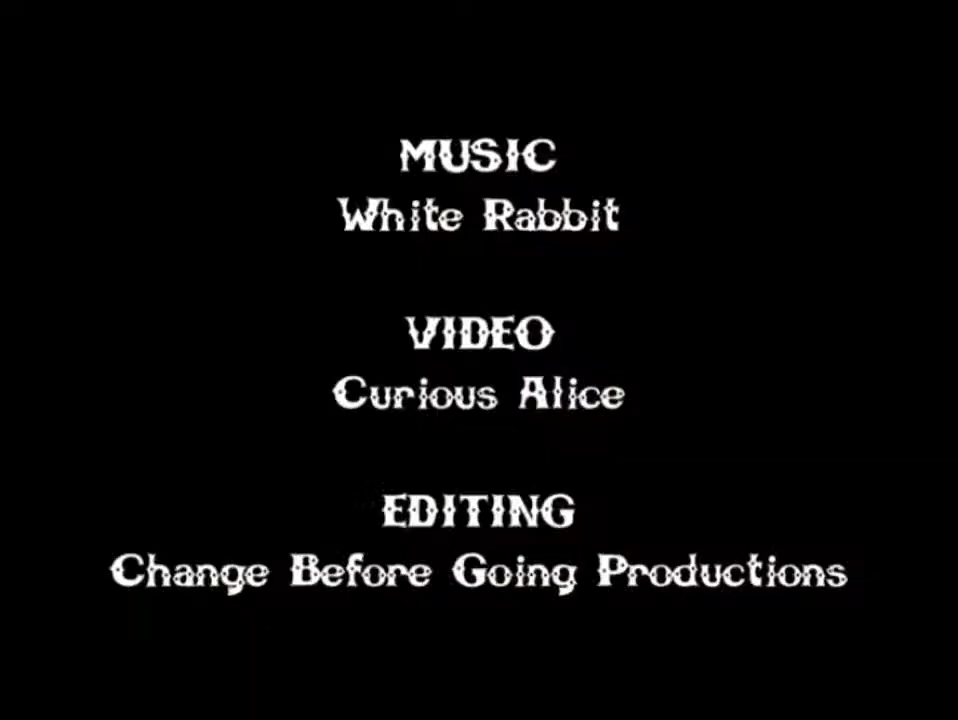 MUSIC
White Rabbit
VIDEO
Curious Alice
EDITING
Change Before Going Productions